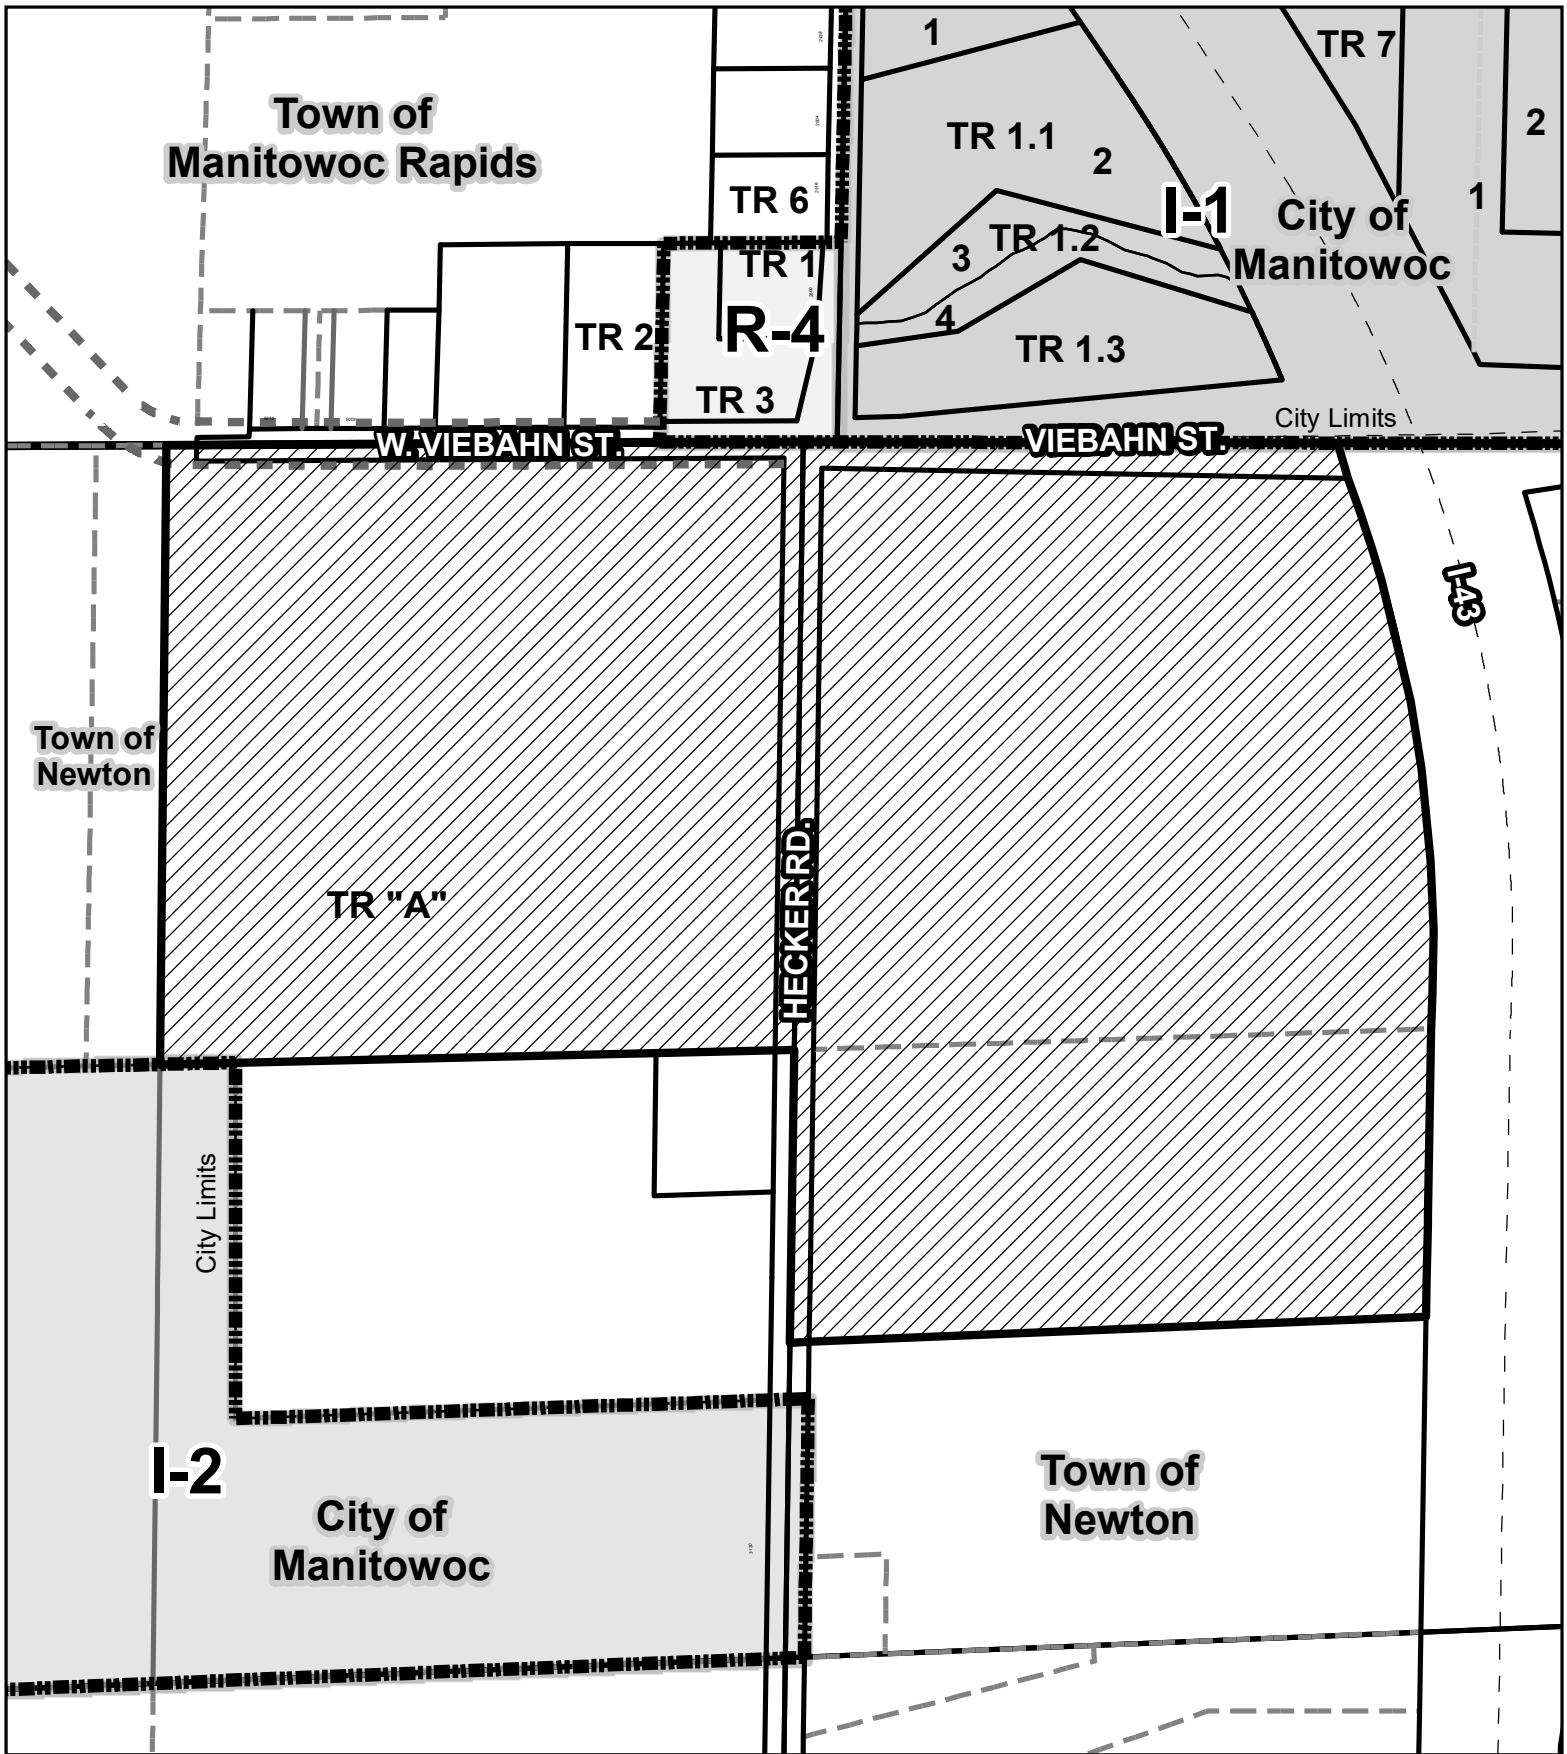 1
TR 7
Town of
Manitowoc Rapids
TR 1.1
2
2
TR 6
1
I-1
City of
Manitowoc
TR 1.2
3
TR 1
4
R-4
TR 2
TR 1.3
TR 3
City Limits
W. VIEBAHN ST.
VIEBAHN ST.
I-43
Town of
Newton
HECKER RD.
TR "A"
City Limits
I-2
City of
Manitowoc
Town of
Newton